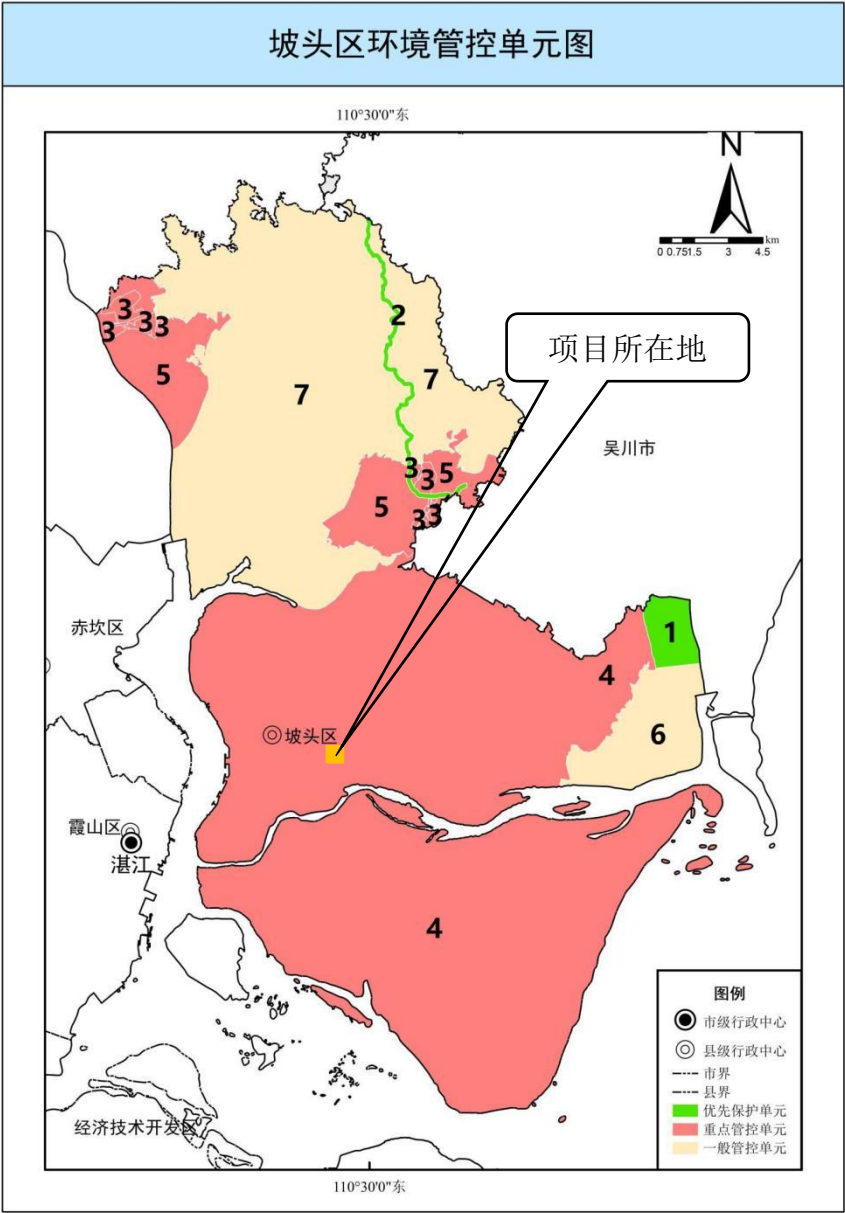 坡头区环境管控单元图
110°30'0"东
N
km
0 0.751.5 3 4.5
3
3
3
3
3
5
2
7
7
项目所在地
吴川市
3
3
5
5
3
3
赤坎区
1
4
6
坡头区
霞山区
湛江
4
图例
市级行政中心
县级行政中心
市界
县界
优先保护单元
重点管控单元
一般管控单元
经济技术开发区
110°30'0"东